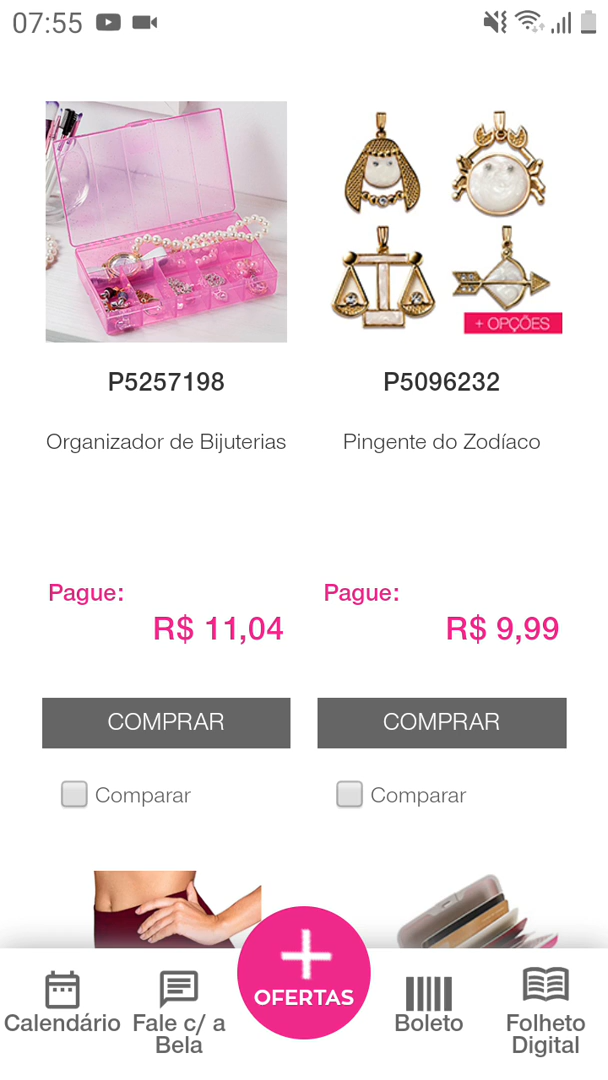 07:55
+ OPÇÕES
P5257198
P5096232
Organizador de Bijuterias
Pingente do Zodíaco
Pague:
R$ 11,04
Pague:
R$ 9,99
COMPRAR
COMPRAR
Comparar
Comparar
OFERTAS
Calendário
Fale c/ a
Bela
Boleto
Folheto
Digital